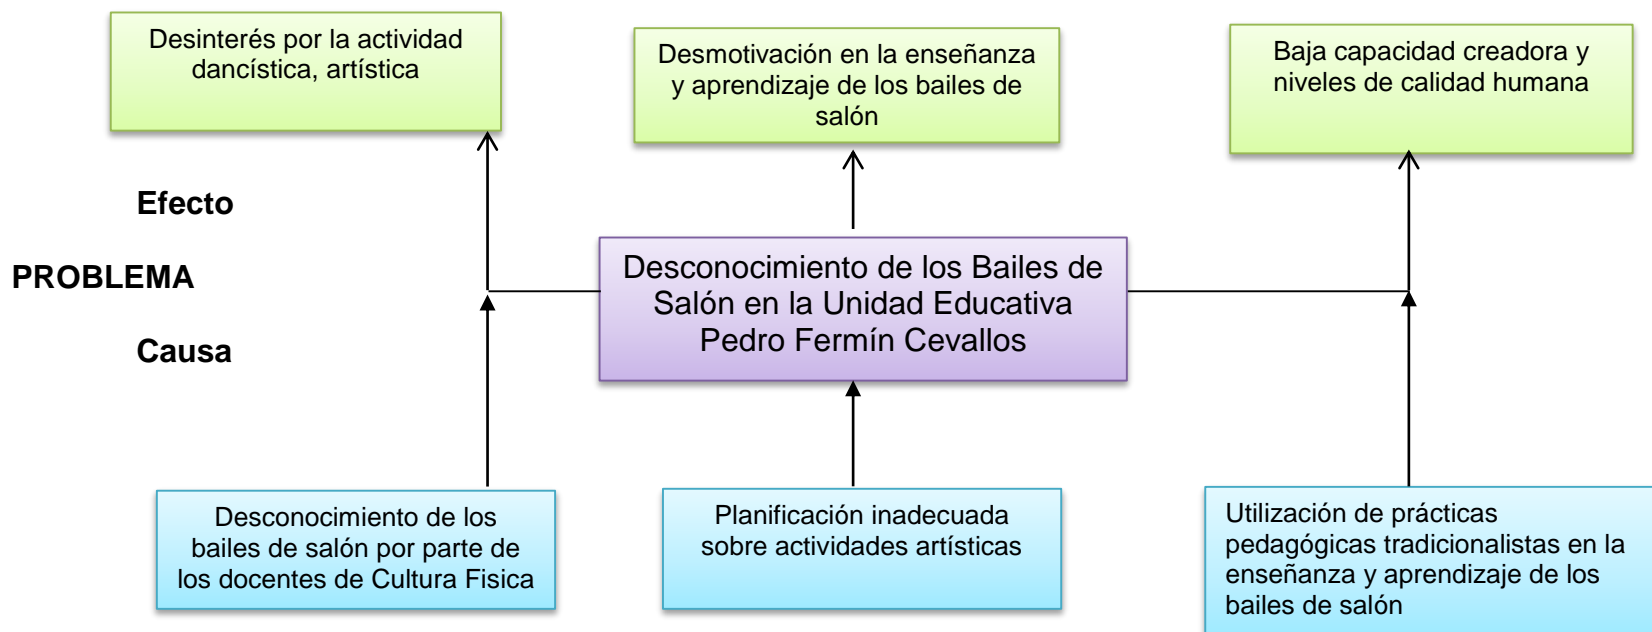 Desinterés por la actividad
dancística, artística
Desmotivación en la enseñanza
y aprendizaje de los bailes de
salón
Baja capacidad creadora y
niveles de calidad humana
Efecto
PROBLEMA
Causa
Desconocimiento de los Bailes de
Salón en la Unidad Educativa
Pedro Fermín Cevallos
Desconocimiento de los
bailes de salón por parte de
los docentes de Cultura Fisica
Planificación inadecuada
sobre actividades artísticas
Utilización de prácticas
pedagógicas tradicionalistas en la
enseñanza y aprendizaje de los
bailes de salón